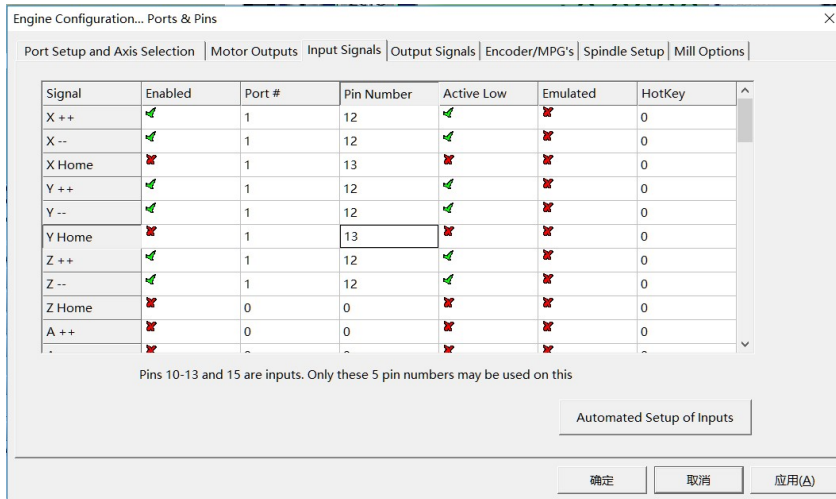 Engine Configuration... Ports & Pins
Port Setup and Axis Selection Motor Outputs Input Signals Output Signals Encoder/MPG's Spindle Setup Mill Options
Signal Enabled Port # Pin Number Active Low Emulated HotKey
X ++ 1 12 0
X -- 1 12 0
X Home 1 13 0
Y ++ 1 12 0
Y -- 1 12 0
Y Home 1 13 0
Z ++ 1 12 0
Z -- 1 12 0
Z Home 0 0 0
A ++ 0 0 0
Pins 10-13 and 15 are inputs. Only these 5 pin numbers may be used on this
Automated Setup of Inputs
确定 取消 应用(A)